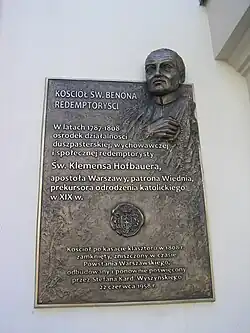 KOŚCIÓŁ ŚW. BENONA
REDEMPTORYŚCI
W latach 1787-1808
ośrodek działalności
duszpasterskiej, wychowawczej
i społecznej redemptorysty
Św. Klemensa Hofbauera,
apostoła Warszawy, patrona Wiednia,
prekursora odrodzenia katolickiego
w XIX w.
Kościół po kasacie klasztoru w 1808 r.
zamknięty, zniszczony w czasie
Powstania Warszawskiego,
odbudowany i ponownie poświęcony
przez Stefana Kard. Wyszyńskiego
22 czerwca 1958 r.